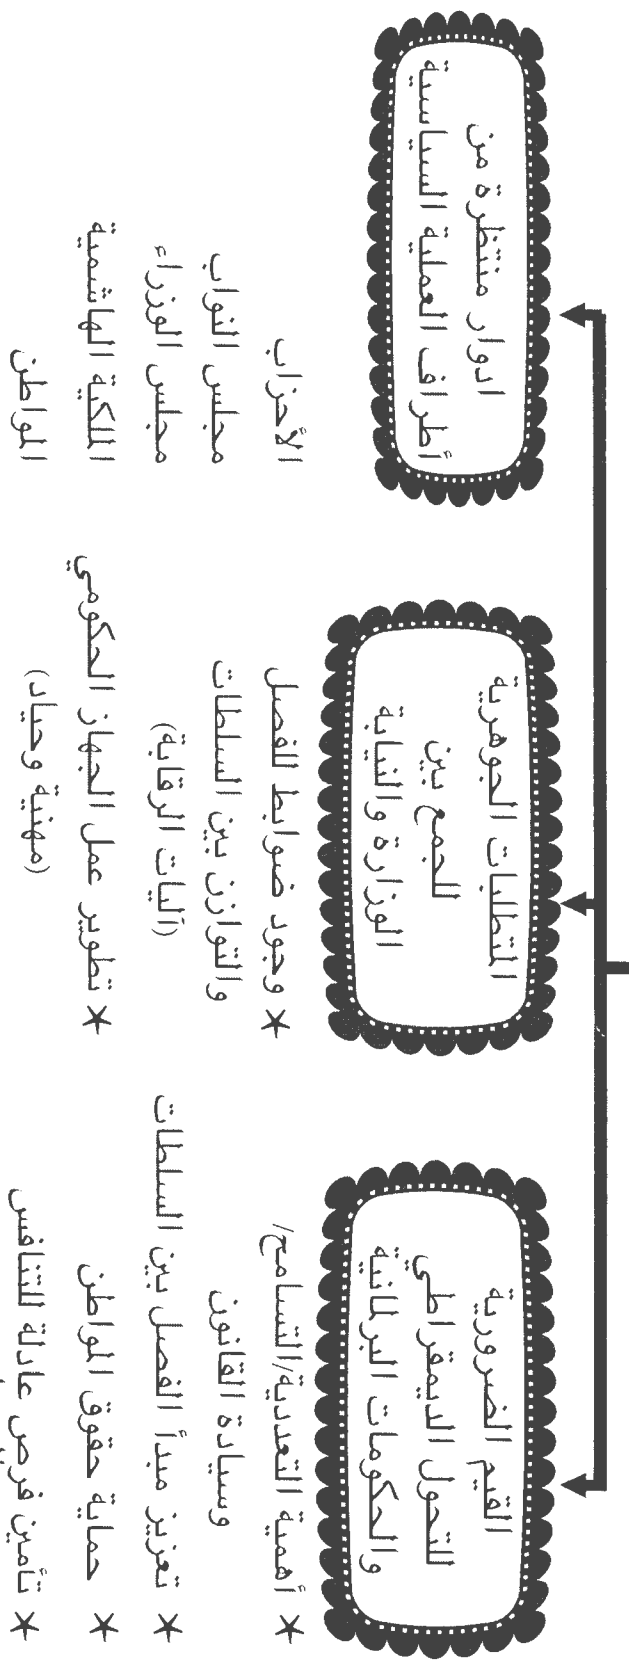 القيم الضرورية
للتحول الديمقراطي
والحكومات البرلمانية
★ أهمية التعددية/التسامح/
وسيادة القانون
★ تعزيز مبدأ الفصل بين السلطات
★ حماية حقوق المواطن
★ تأمين فرص عادلة للتنافس
المتطلبات الجوهرية
للجمع بين
الوزارة والنيابة
★ وجود ضوابط للفصل
والتوازن بين السلطات
(آليات الرقابة)
★ تطوير عمل الجهاز الحكومي
(مهنية وحياد)
ادوار منتظرة من
أطراف العملية السياسية
الأحزاب
مجلس النواب
مجلس الوزراء
الملكية الهاشمية
المواطن